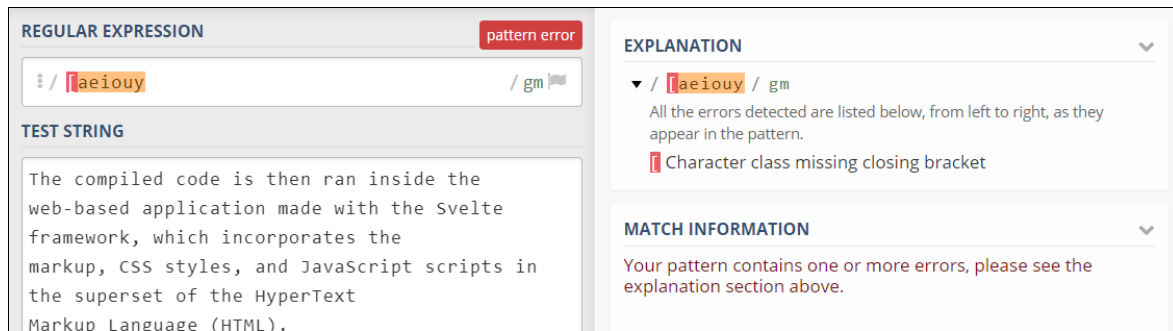 REGULAR EXPRESSION
pattern error
/ [aeiouy / gm
TEST STRING
The compiled code is then ran inside the
web-based application made with the Svelte
framework, which incorporates the
markup, CSS styles, and JavaScript scripts in
the superset of the HyperText
Markup Language (HTML).
EXPLANATION
/ [aeiouy / gm
All the errors detected are listed below, from left to right, as they
appear in the pattern.
[ Character class missing closing bracket
MATCH INFORMATION
Your pattern contains one or more errors, please see the
explanation section above.